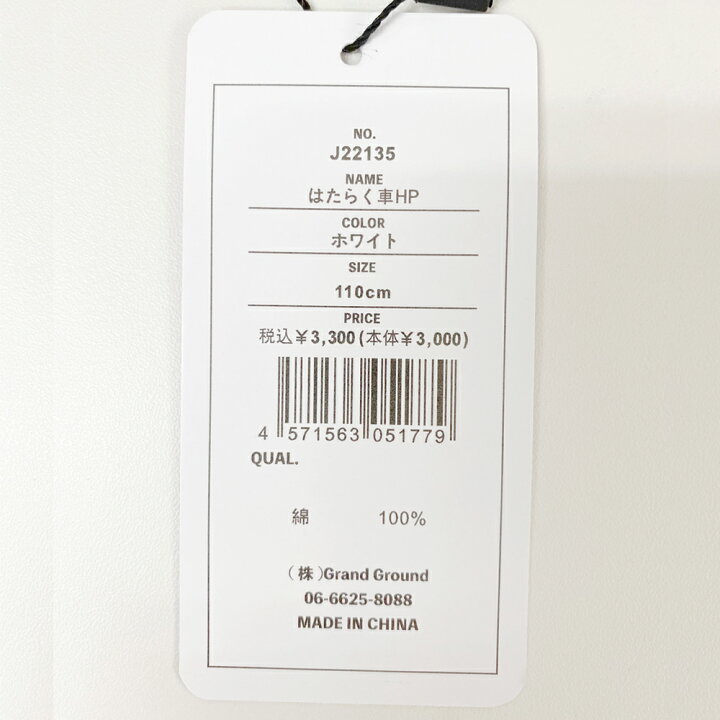 NO.
J22135
NAME
はたらく車HP
COLOR
ホワイト
SIZE
110cm
PRICE
税込￥3,300(本体￥3,000)
4 571563 051779
QUAL.
綿 100%
(株)Grand Ground
06-6625-8088
MADE IN CHINA